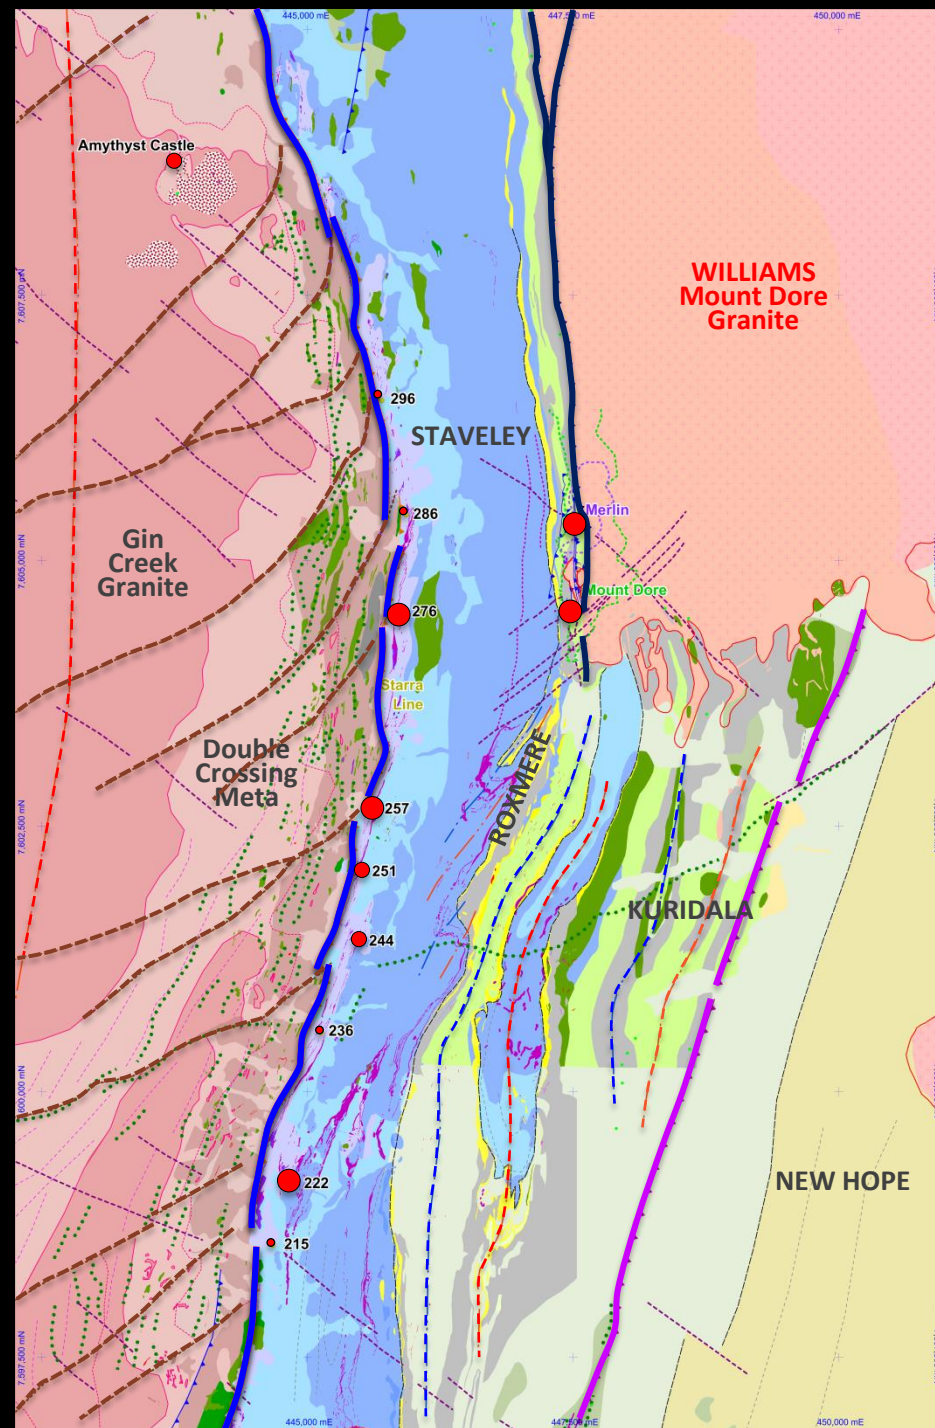 445,000 mE
447,500 mE
450,000 mE
Amythyst Castle
7,607,500 mN
WILLIAMS
Mount Dore
Granite
296
STAVELEY
286
Merlin
Gin
Creek
Granite
7,605,000 mN
Mount Dore
276
Starra
Line
Double
Crossing
Meta
ROXMERE
257
7,602,500 mN
251
KURIDALA
244
236
7,600,000 mN
222
NEW HOPE
215
7,597,500 mN
445,000 mE
447,500 mE
450,000 mE